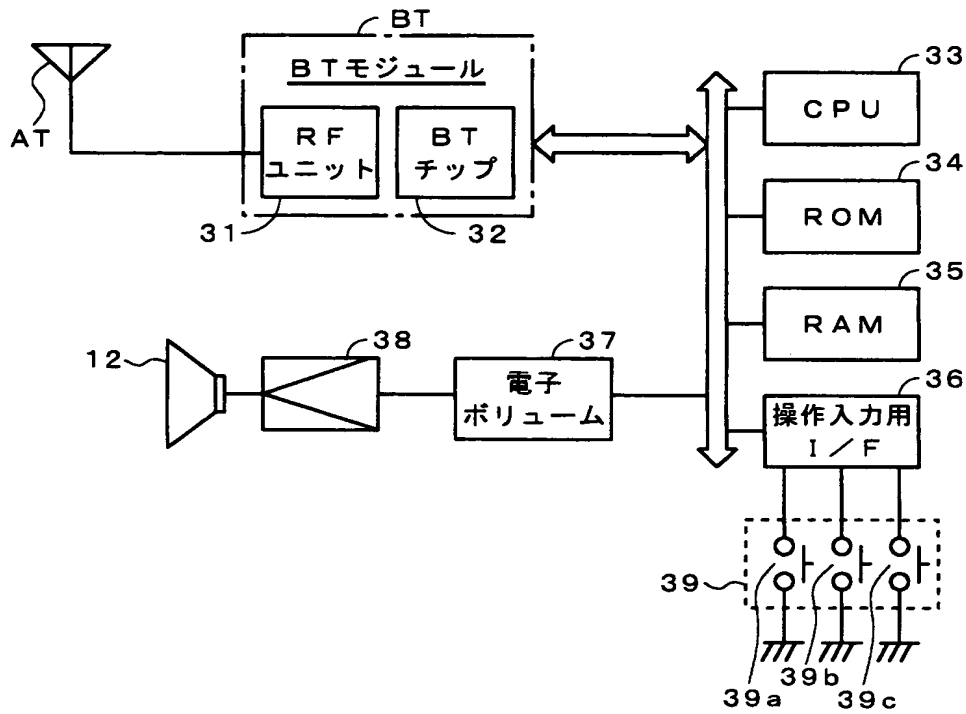 BT
BTモジュール
AT
RF
ユニット
BT
チップ
31
32
33
CPU
34
ROM
35
RAM
36
操作入力用
I/F
12
38
37
電子
ボリューム
39
39a
39b
39c